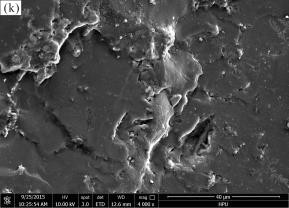 (k)
9/25/2015 HV spot det WD mag □ 40 µm
10:25:54 AM 10.00 kV 3.0 ETD 12.6 mm 4 000 x HPU